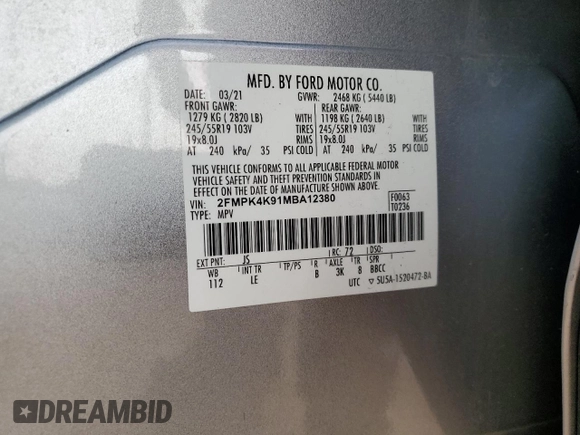 MFD. BY FORD MOTOR CO.
DATE: 03/21 GVWR: 2468 KG ( 5440 LB)
FRONT GAWR: REAR GAWR:
1279 KG ( 2820 LB) WITH 1198 KG ( 2640 LB) WITH
245/55R19 103V TIRES 245/55R19 103V TIRES
19x8.0J RIMS 19x8.0J RIMS
AT 240 kPa/ 35 PSI COLD AT 240 kPa/ 35 PSI COLD
THIS VEHICLE CONFORMS TO ALL APPLICABLE FEDERAL MOTOR
VEHICLE SAFETY AND THEFT PREVENTION STANDARDS IN
EFFECT ON THE DATE OF MANUFACTURE SHOWN ABOVE.
VIN: 2FMPK4K91MBA12380 F0063
TYPE: MPV T0236
EXT PNT: JS RC: 72 DSO:
WB INT TR TP/PS R AXLE TR SPR
112 LE B 3K 8 BBCC
UTC ▽ 5U5A-1520472-BA
DREAMBID